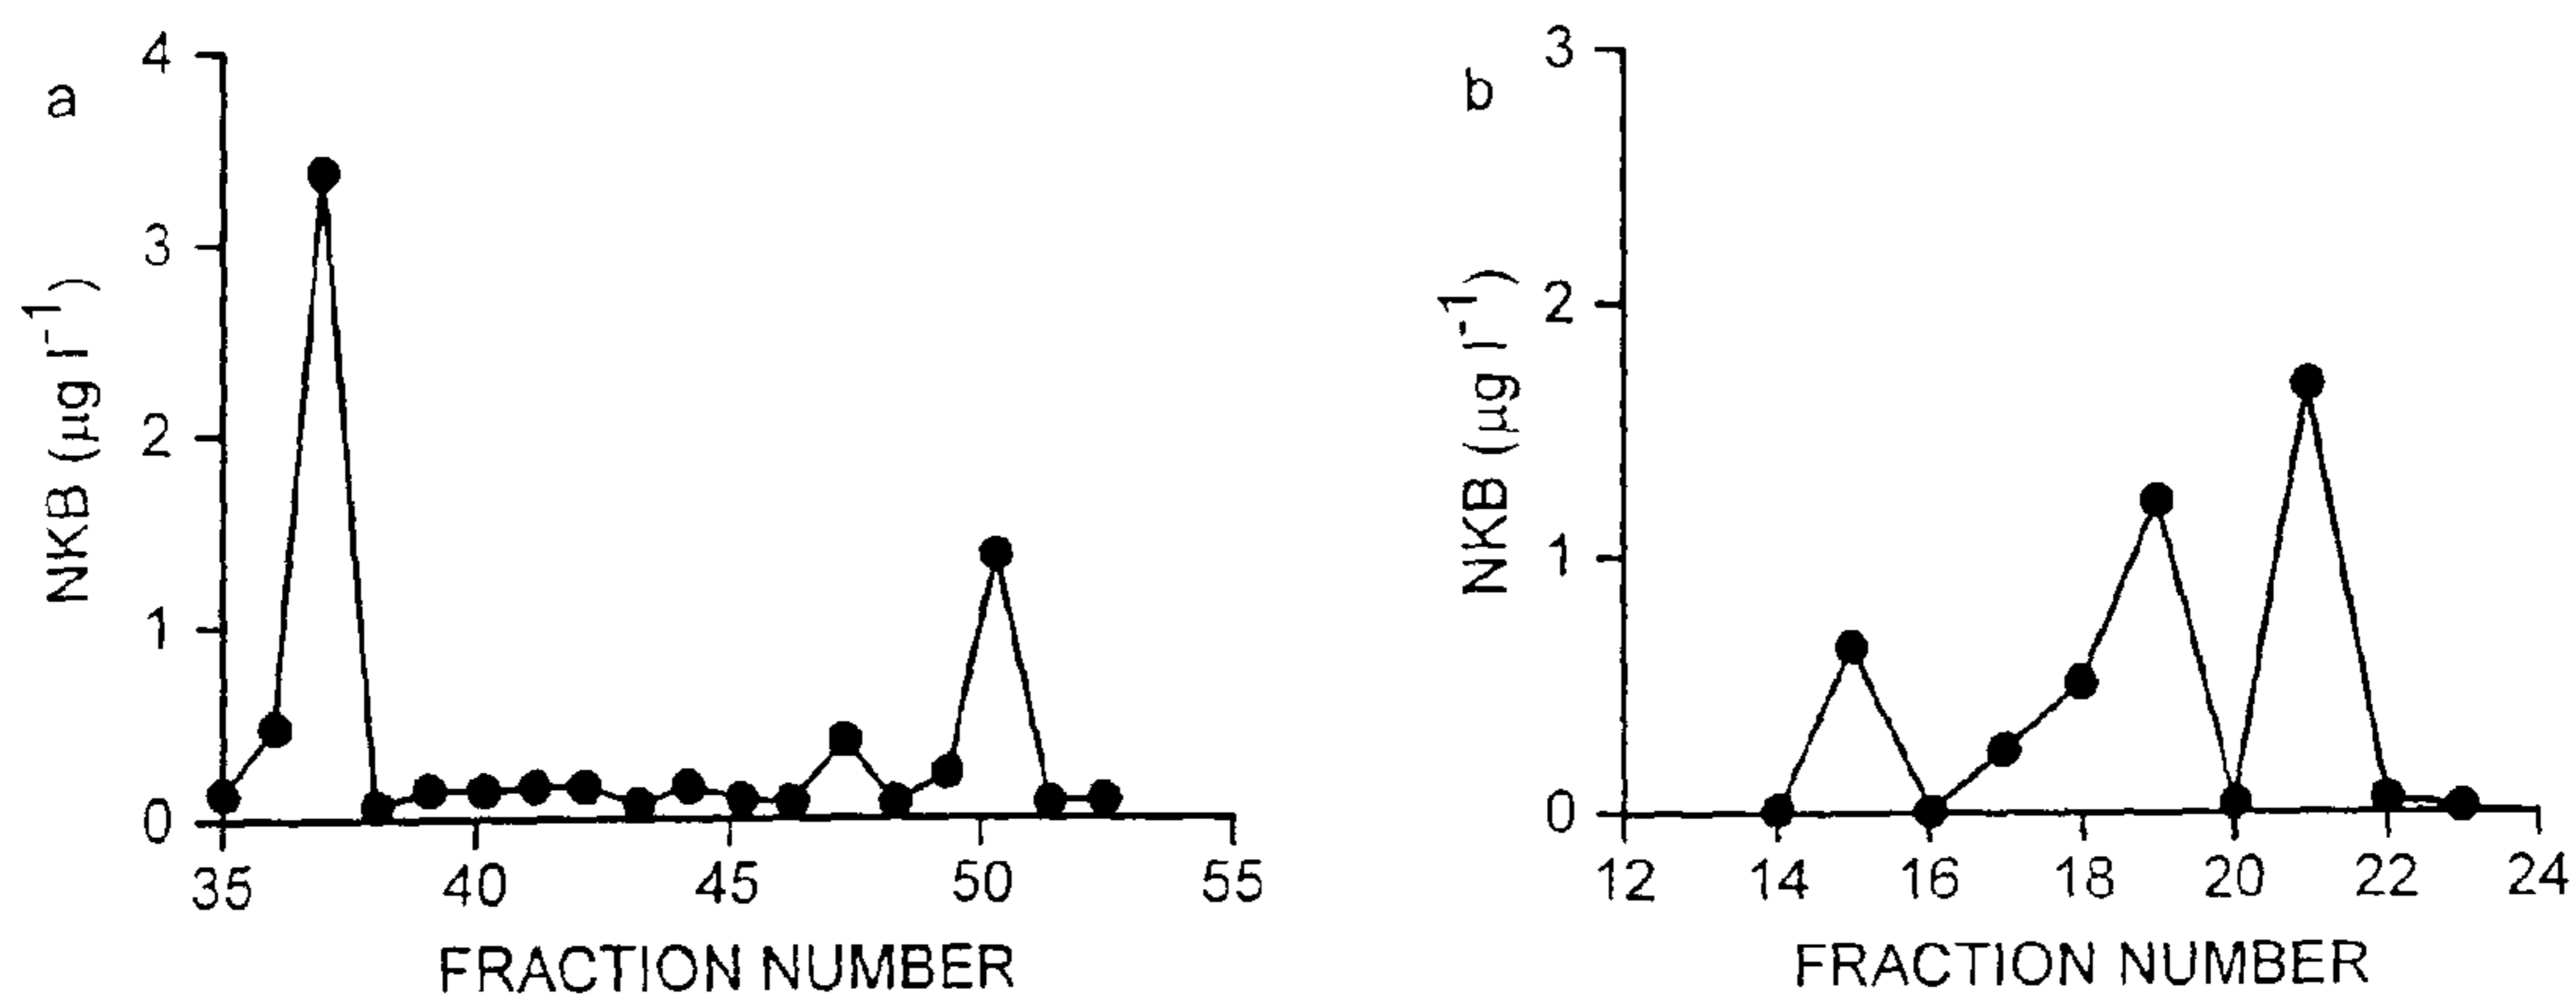 a
4
3
2
1
0
NKB (µg l⁻¹)
35 40 45 50 55
FRACTION NUMBER
b
3
2
1
0
NKB (µg l⁻¹)
12 14 16 18 20 22 24
FRACTION NUMBER